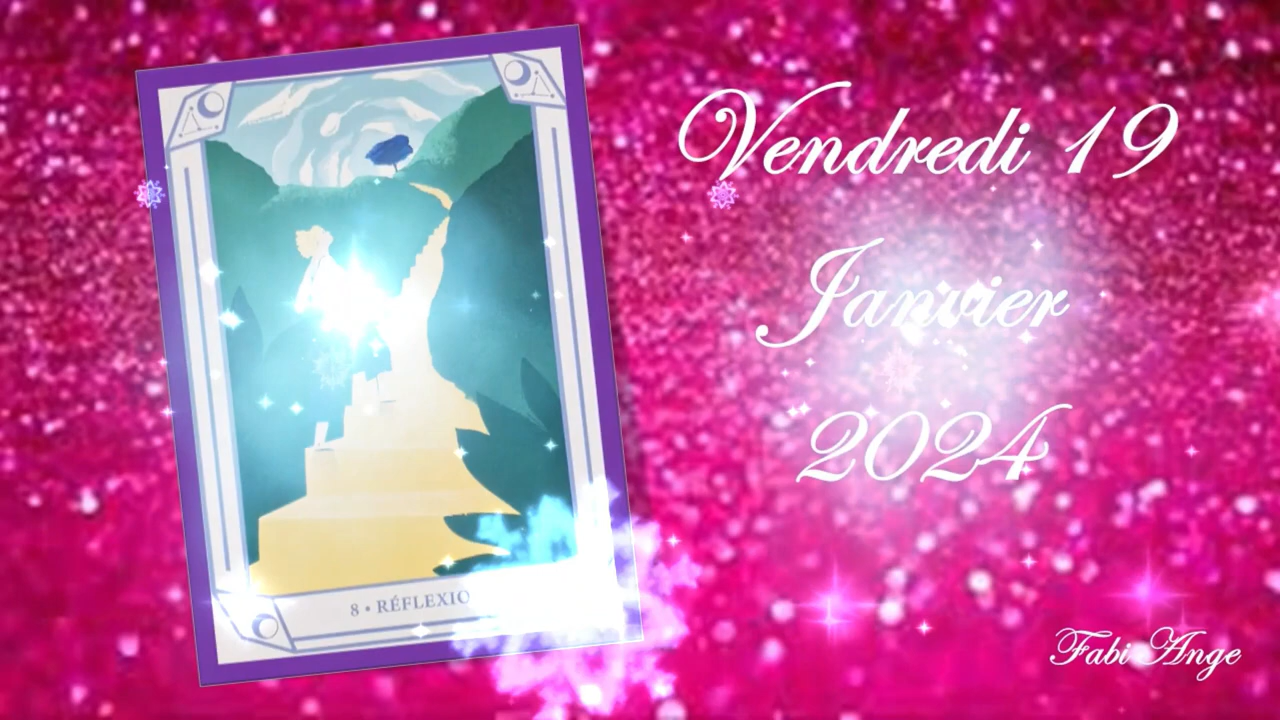 Vendredi 19
Janvier
2024
8 • RÉFLEXIO
Fabi Ange